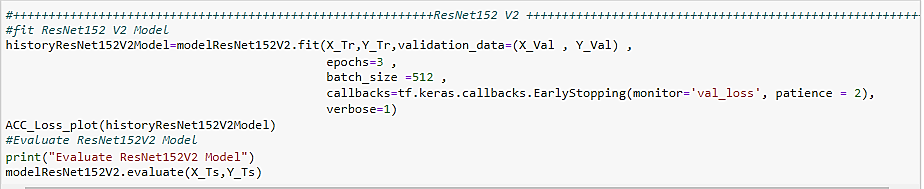 #++++++++++++++++++++++++++++++++++++++++++++++++++++++++++++ResNet152 V2 ++++++++++++++++++++++++++++++++++++++++++++++++++++++++
#fit ResNet152 V2 Model
historyResNet152V2Model=modelResNet152V2.fit(X_Tr,Y_Tr,validation_data=(X_Val , Y_Val) ,
epochs=3 ,
batch_size =512 ,
callbacks=tf.keras.callbacks.EarlyStopping(monitor='val_loss', patience = 2),
verbose=1)
ACC_Loss_plot(historyResNet152V2Model)
#Evaluate ResNet152V2 Model
print("Evaluate ResNet152V2 Model")
modelResNet152V2.evaluate(X_Ts,Y_Ts)